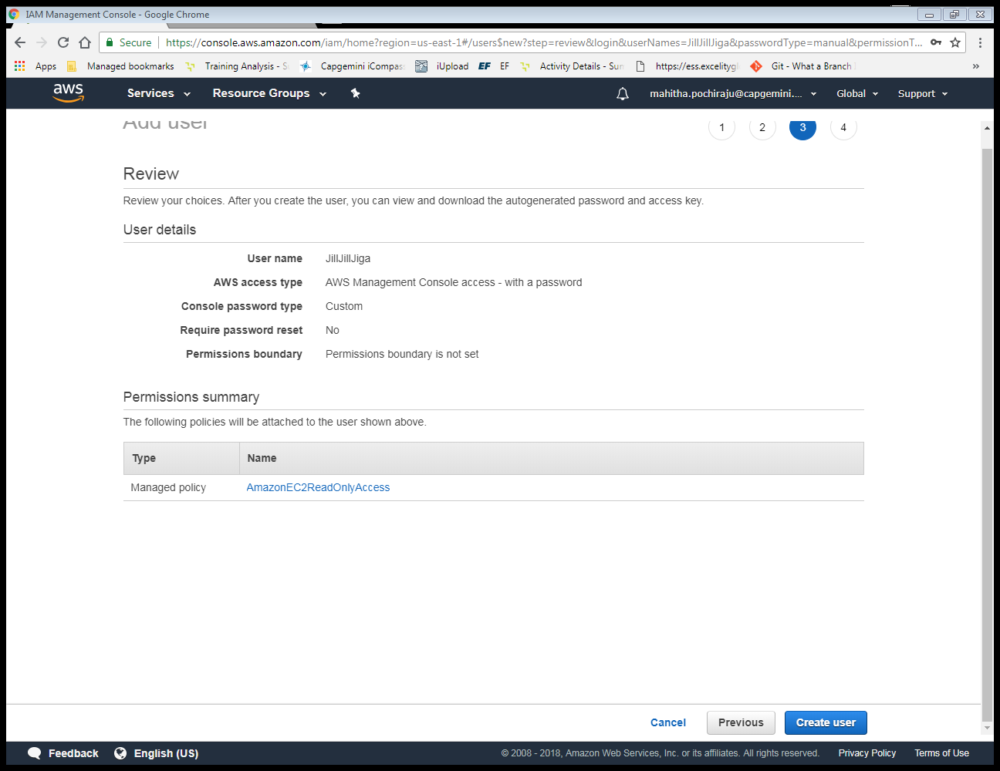 IAM Management Console - Google Chrome
Secure https://console.aws.amazon.com/iam/home?region=us-east-1#/users$new?step=review&login&userNames=JillJillJiga&passwordType=manual&permissionT...
Apps Managed bookmarks Training Analysis - S Capgemini iCompass iUpload EF EF Activity Details - Sun https://ess.excelitygl Git - What a Branch
aws Services Resource Groups mahitha.pochiraju@capgemini.... Global Support
Add user 1 2 3 4
Review
Review your choices. After you create the user, you can view and download the autogenerated password and access key.
User details
User name JillJillJiga
AWS access type AWS Management Console access - with a password
Console password type Custom
Require password reset No
Permissions boundary Permissions boundary is not set
Permissions summary
The following policies will be attached to the user shown above.
Type Name
Managed policy AmazonEC2ReadOnlyAccess
Cancel Previous Create user
Feedback English (US) © 2008 - 2018, Amazon Web Services, Inc. or its affiliates. All rights reserved. Privacy Policy Terms of Use